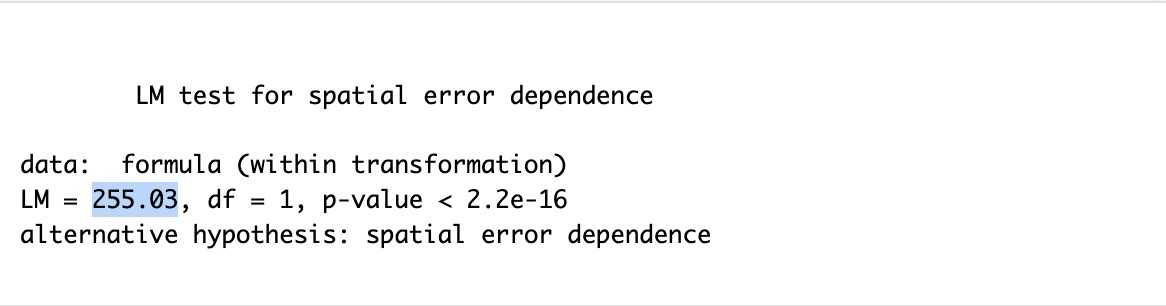 LM test for spatial error dependence
data:  formula (within transformation)
LM = 255.03, df = 1, p-value < 2.2e-16
alternative hypothesis: spatial error dependence